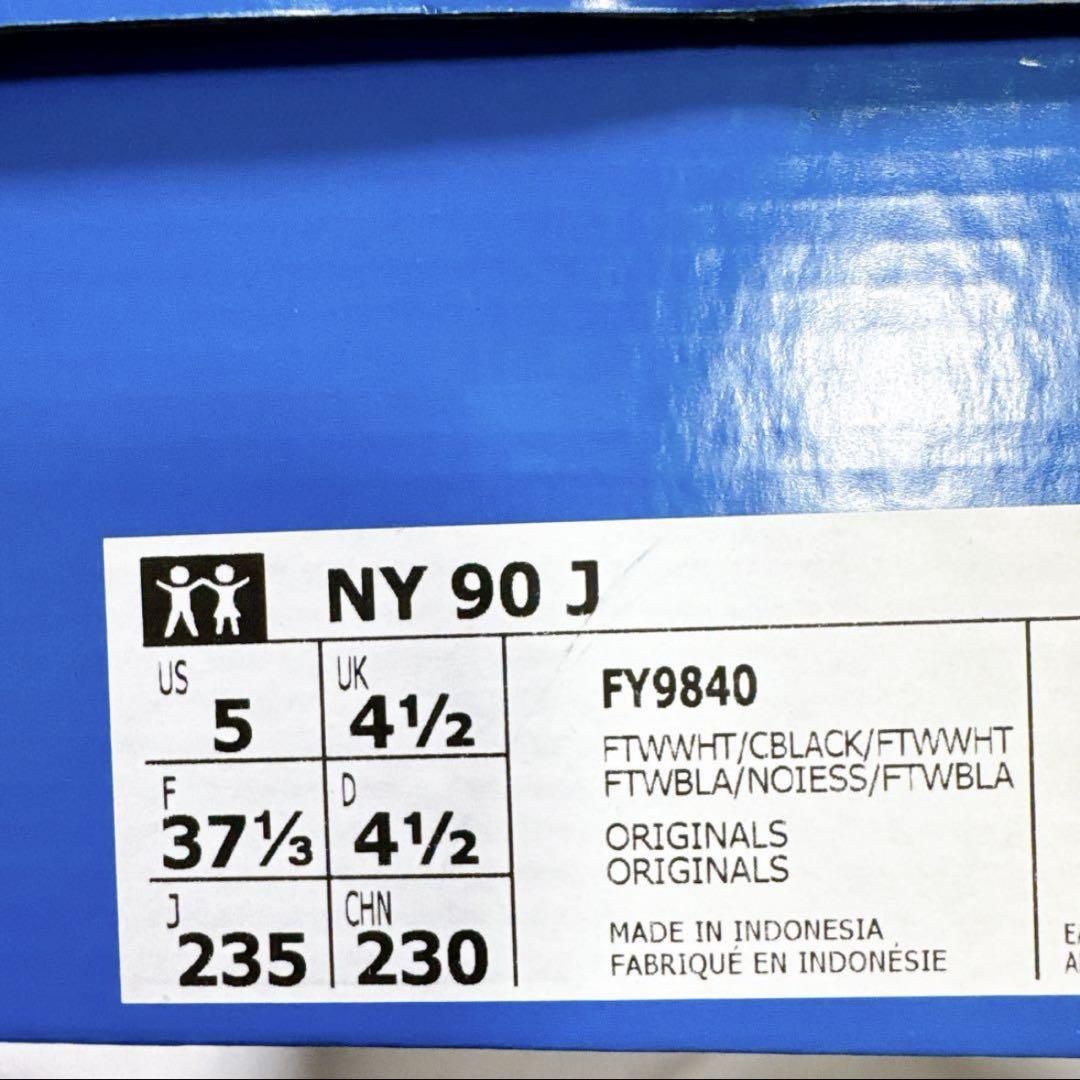 NY 90 J
US
5
UK
4½
F
37⅓
D
4½
J
235
CHN
230
FY9840
FTWWHT/CBLACK/FTWWHT
FTWBLA/NOIESS/FTWBLA
ORIGINALS
ORIGINALS
MADE IN INDONESIA
FABRIQUÉ EN INDONÉSIE